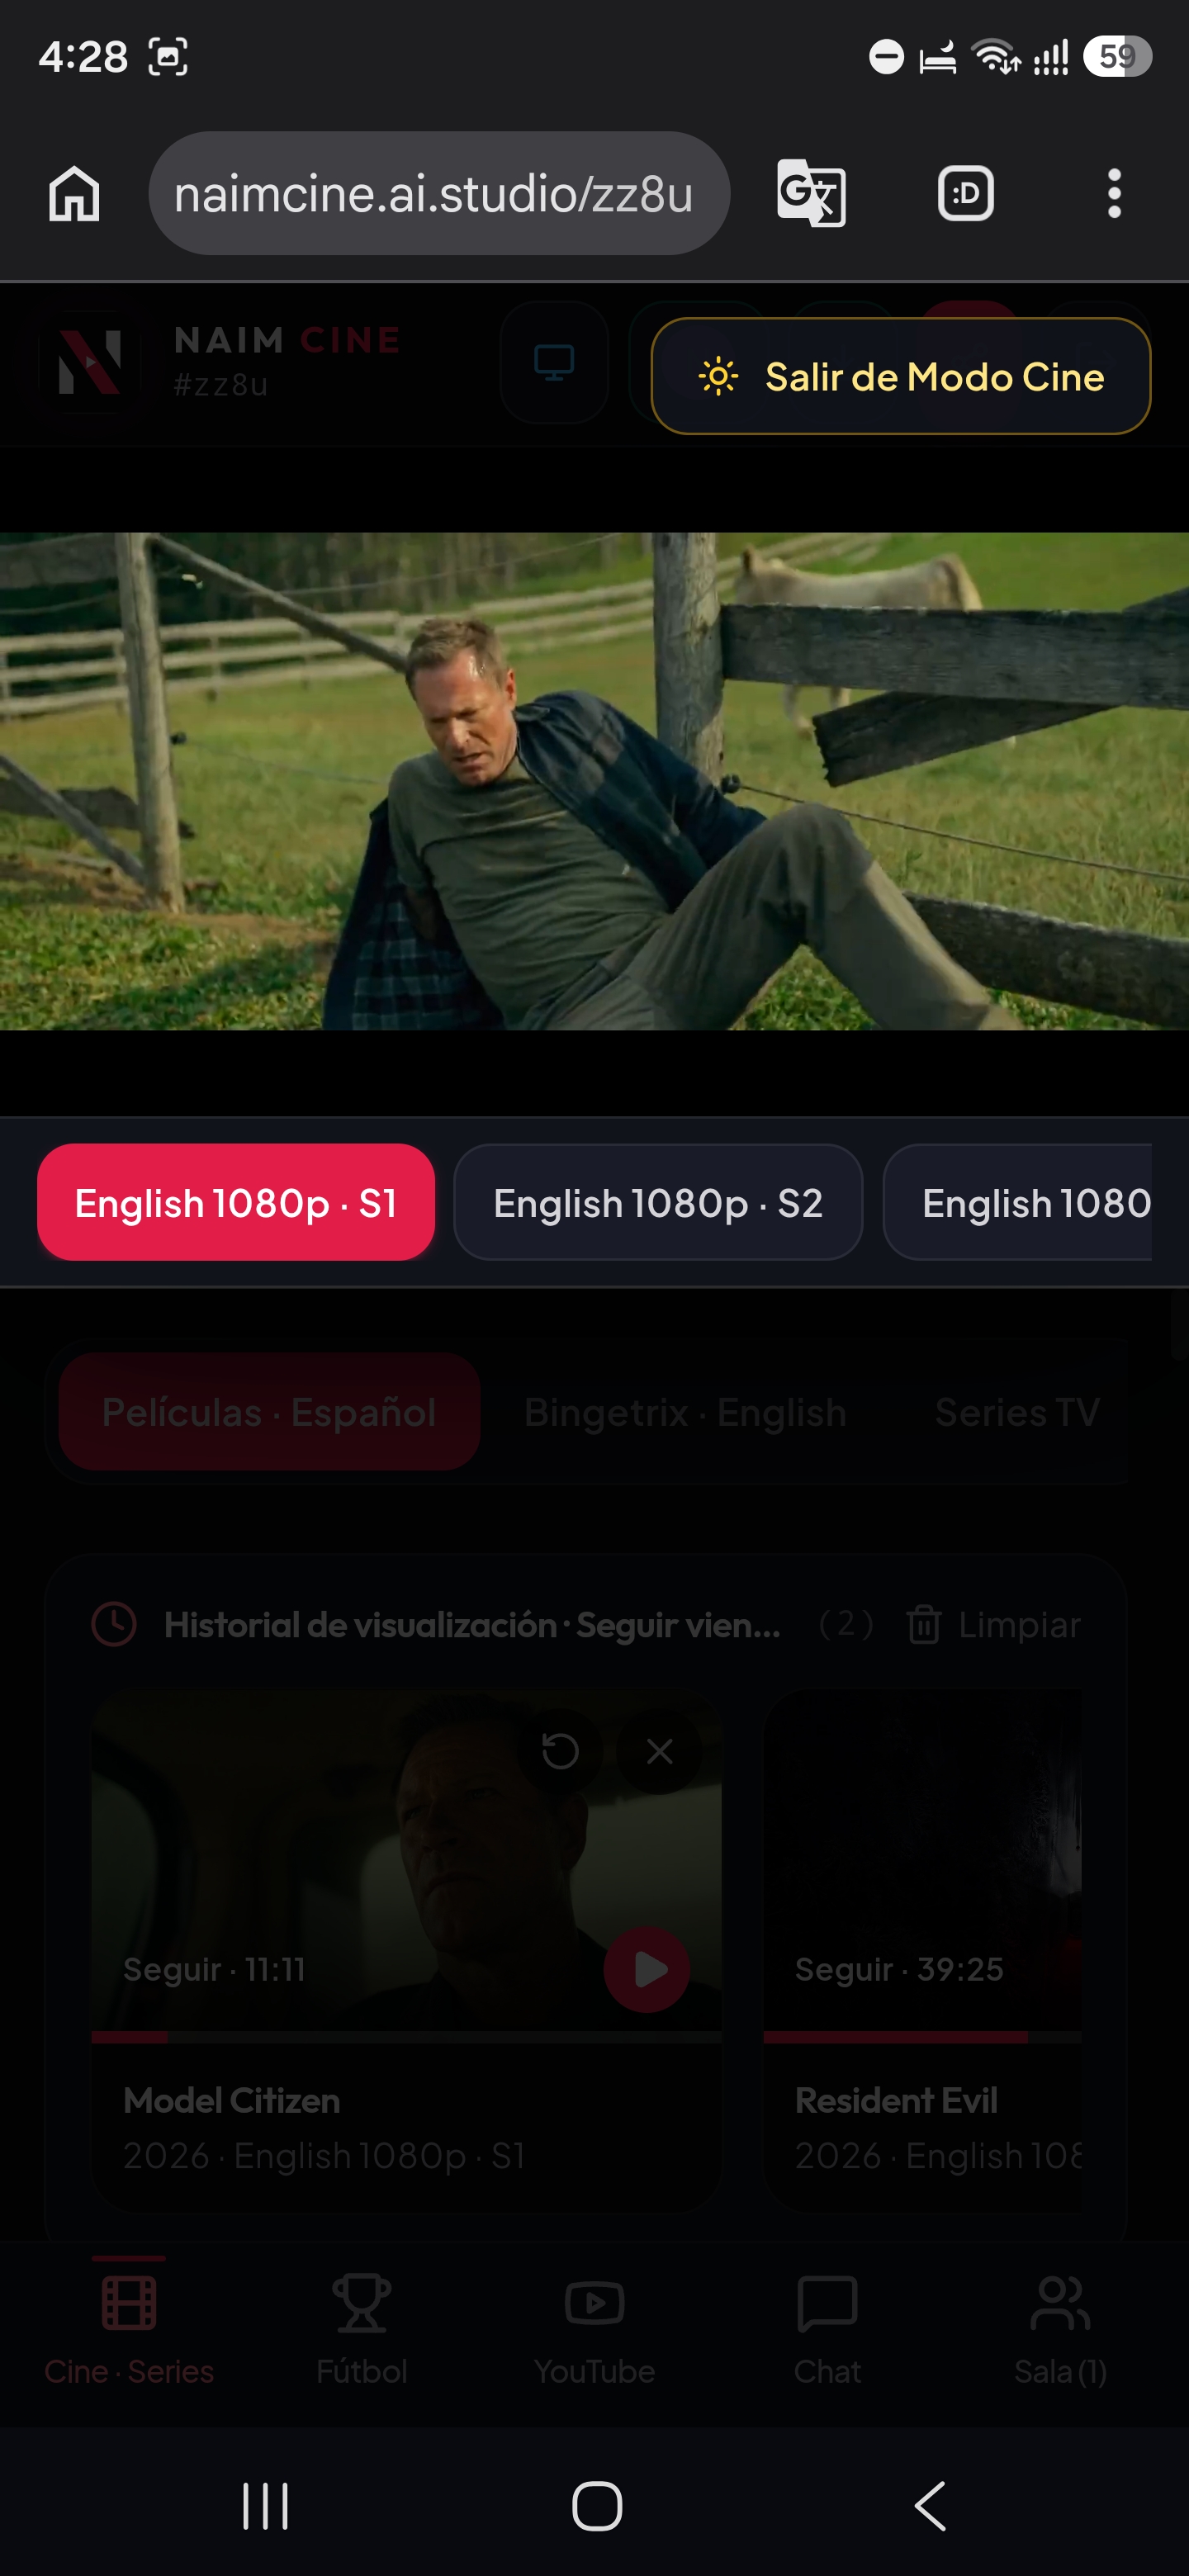 4:28
59
naimcine.ai.studio/zz8u
:D
NAIM CINE
#zz8u
Salir de Modo Cine
English 1080p · S1
English 1080p · S2
English 1080
Películas · Español
Bingetrix · English
Series TV
Historial de visualización · Seguir vien... (2)
Limpiar
Seguir · 11:11
Seguir · 39:25
Model Citizen
Resident Evil
2026 · English 1080p · S1
2026 · English 108
Cine · Series
Fútbol
YouTube
Chat
Sala (1)